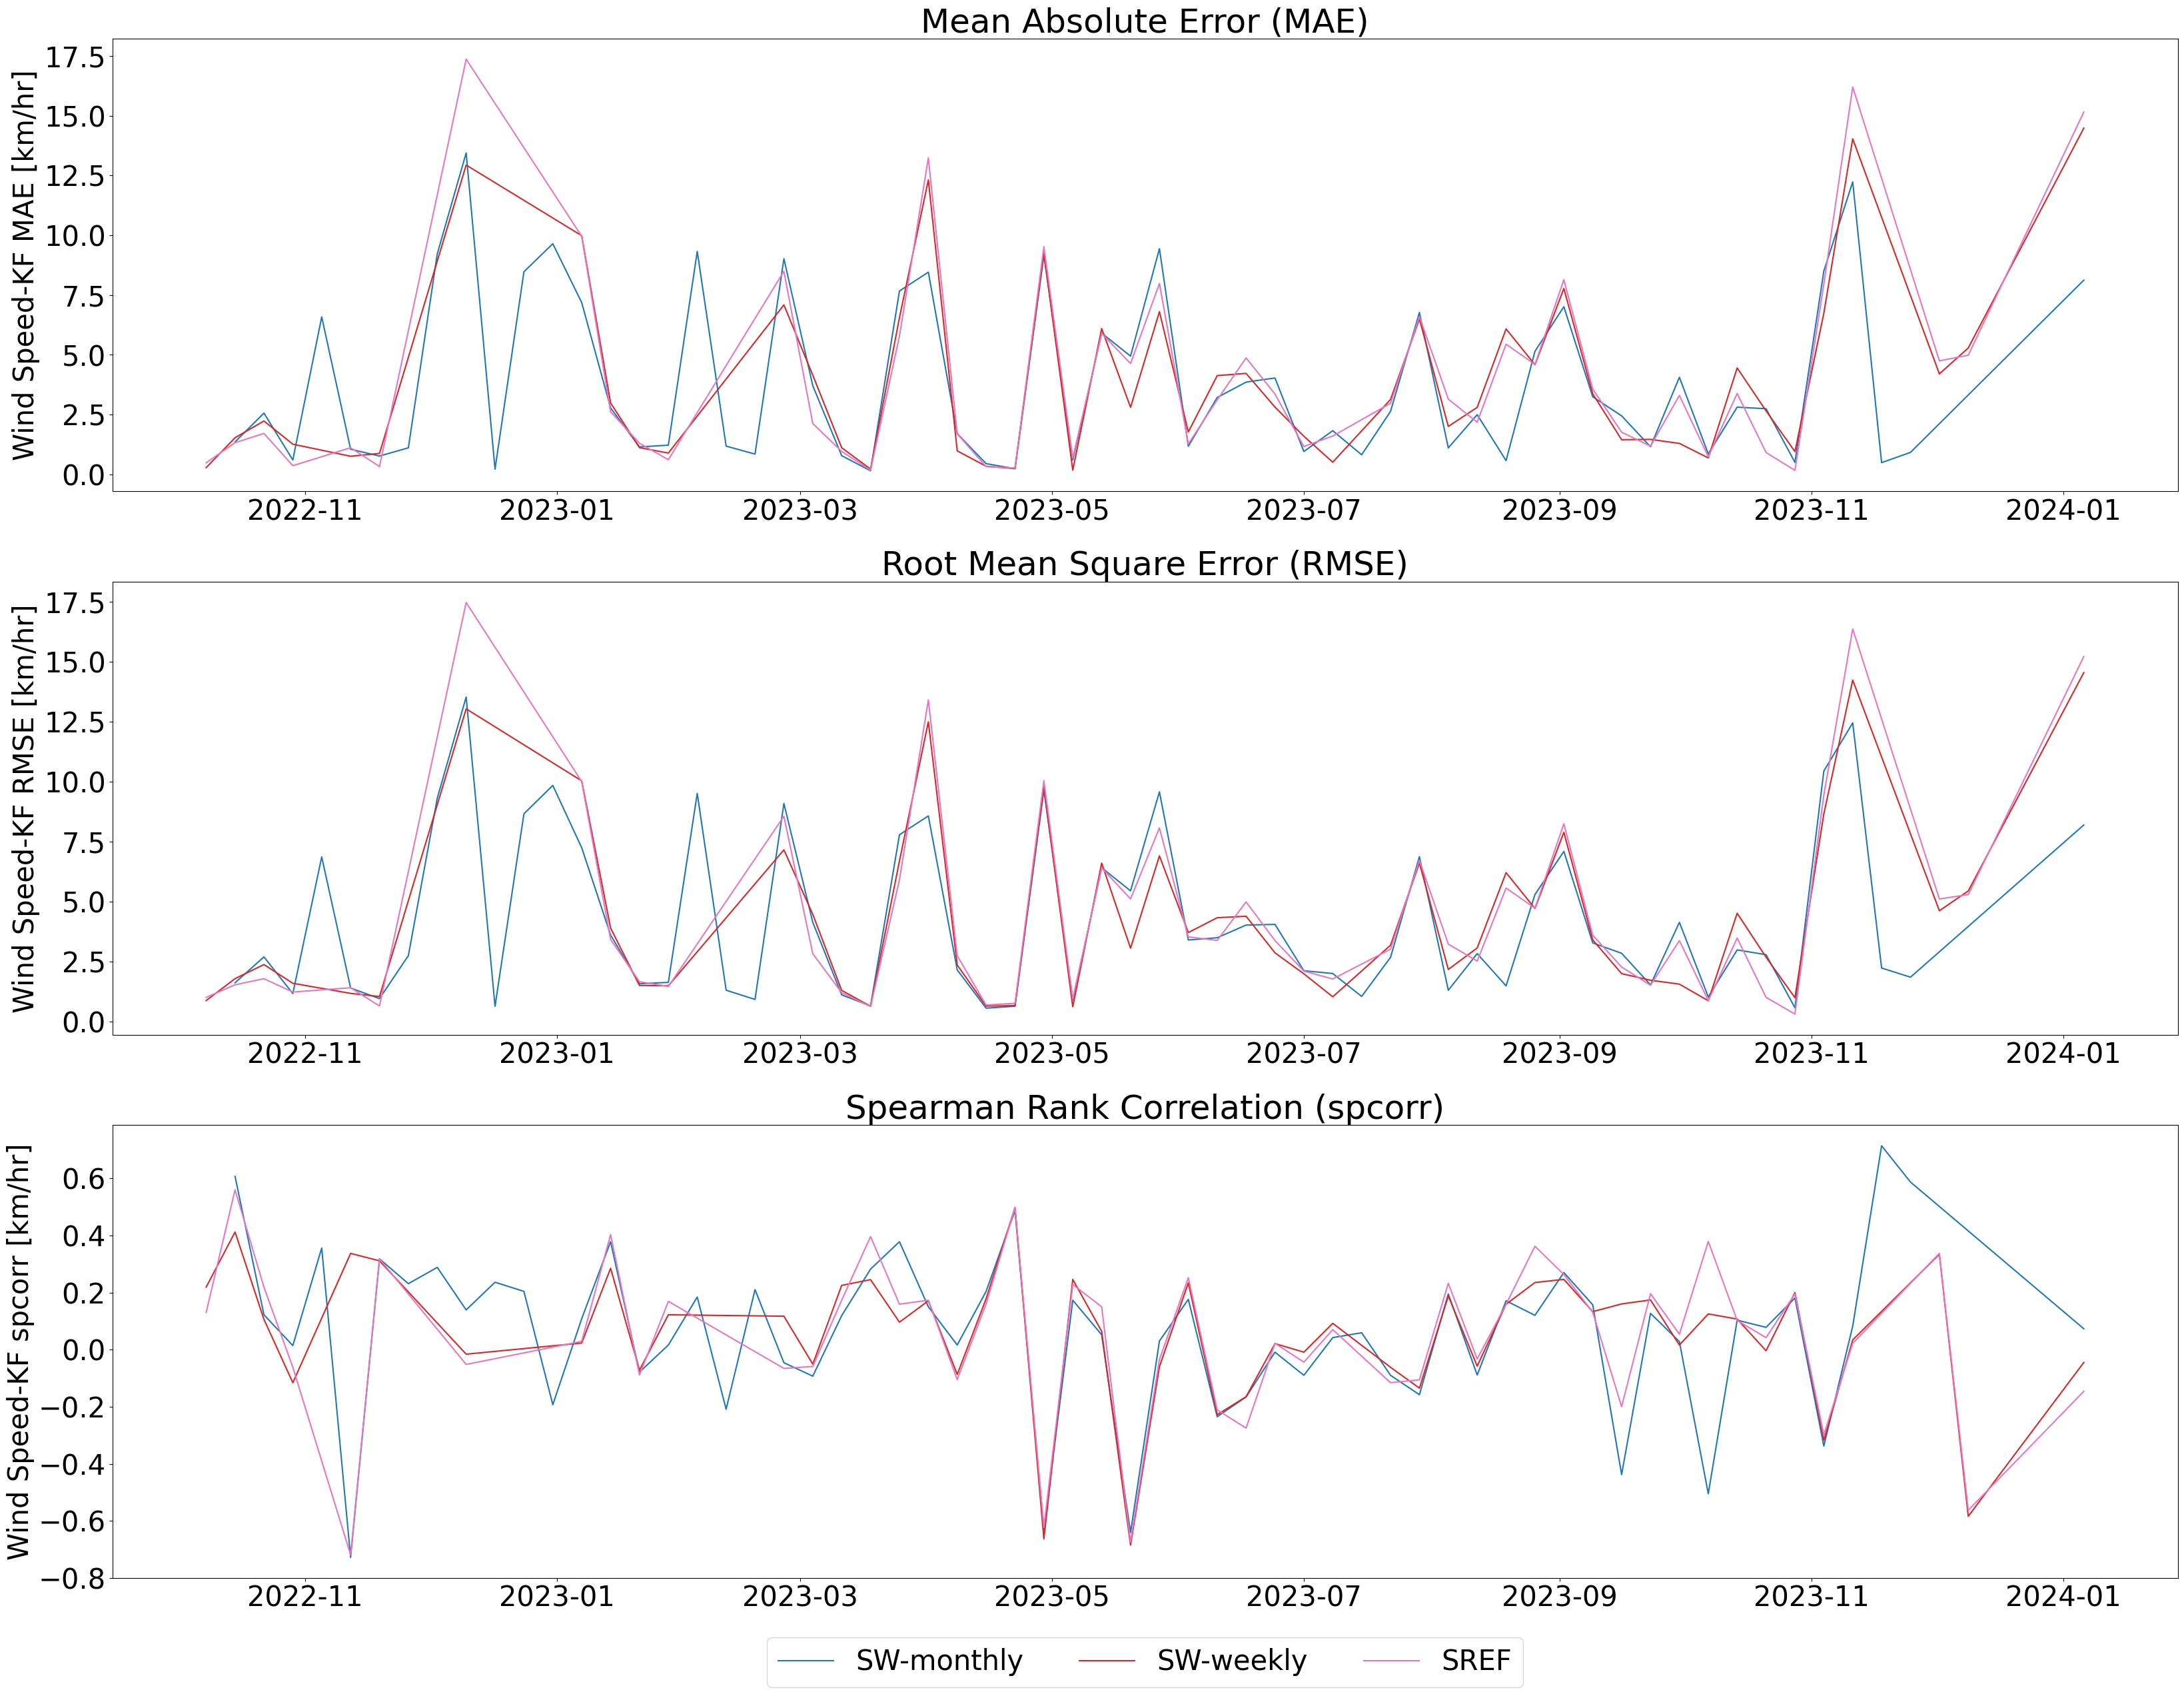 Mean Absolute Error (MAE)
Wind Speed-KF MAE [km/hr]
17.5
15.0
12.5
10.0
7.5
5.0
2.5
0.0
2022-11 2023-01 2023-03 2023-05 2023-07 2023-09 2023-11 2024-01
Root Mean Square Error (RMSE)
Wind Speed-KF RMSE [km/hr]
17.5
15.0
12.5
10.0
7.5
5.0
2.5
0.0
2022-11 2023-01 2023-03 2023-05 2023-07 2023-09 2023-11 2024-01
Spearman Rank Correlation (spcorr)
Wind Speed-KF spcorr [km/hr]
0.6
0.4
0.2
0.0
−0.2
−0.4
−0.6
−0.8
2022-11 2023-01 2023-03 2023-05 2023-07 2023-09 2023-11 2024-01
SW-monthly SW-weekly SREF